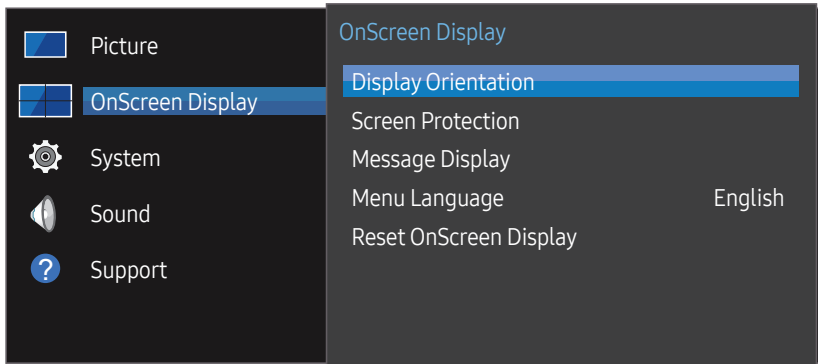 Picture
OnScreen Display
System
Sound
?
Support
OnScreen Display
Display Orientation
Screen Protection
Message Display
Menu Language English
Reset OnScreen Display